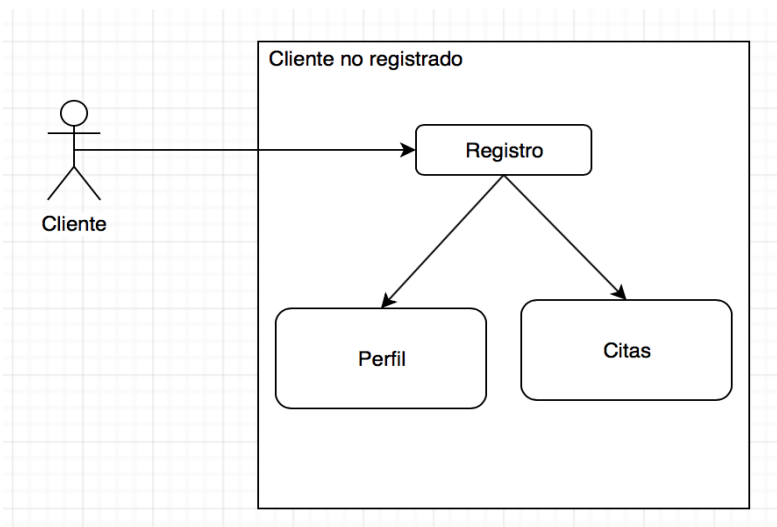 Cliente no registrado
Registro
Cliente
Perfil
Citas